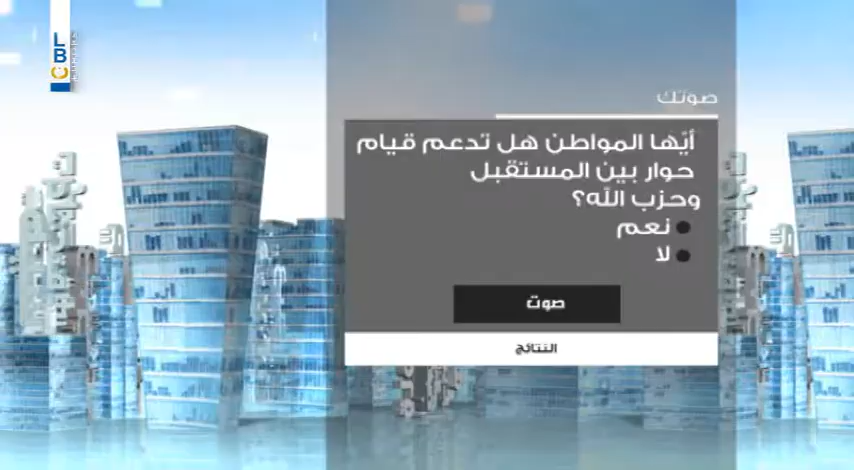 LBC
صوتك
أيّها المواطن هل تدعم قيام
حوار بين المستقبل
وحزب الله؟
نعم
لا
صوت
النتائج